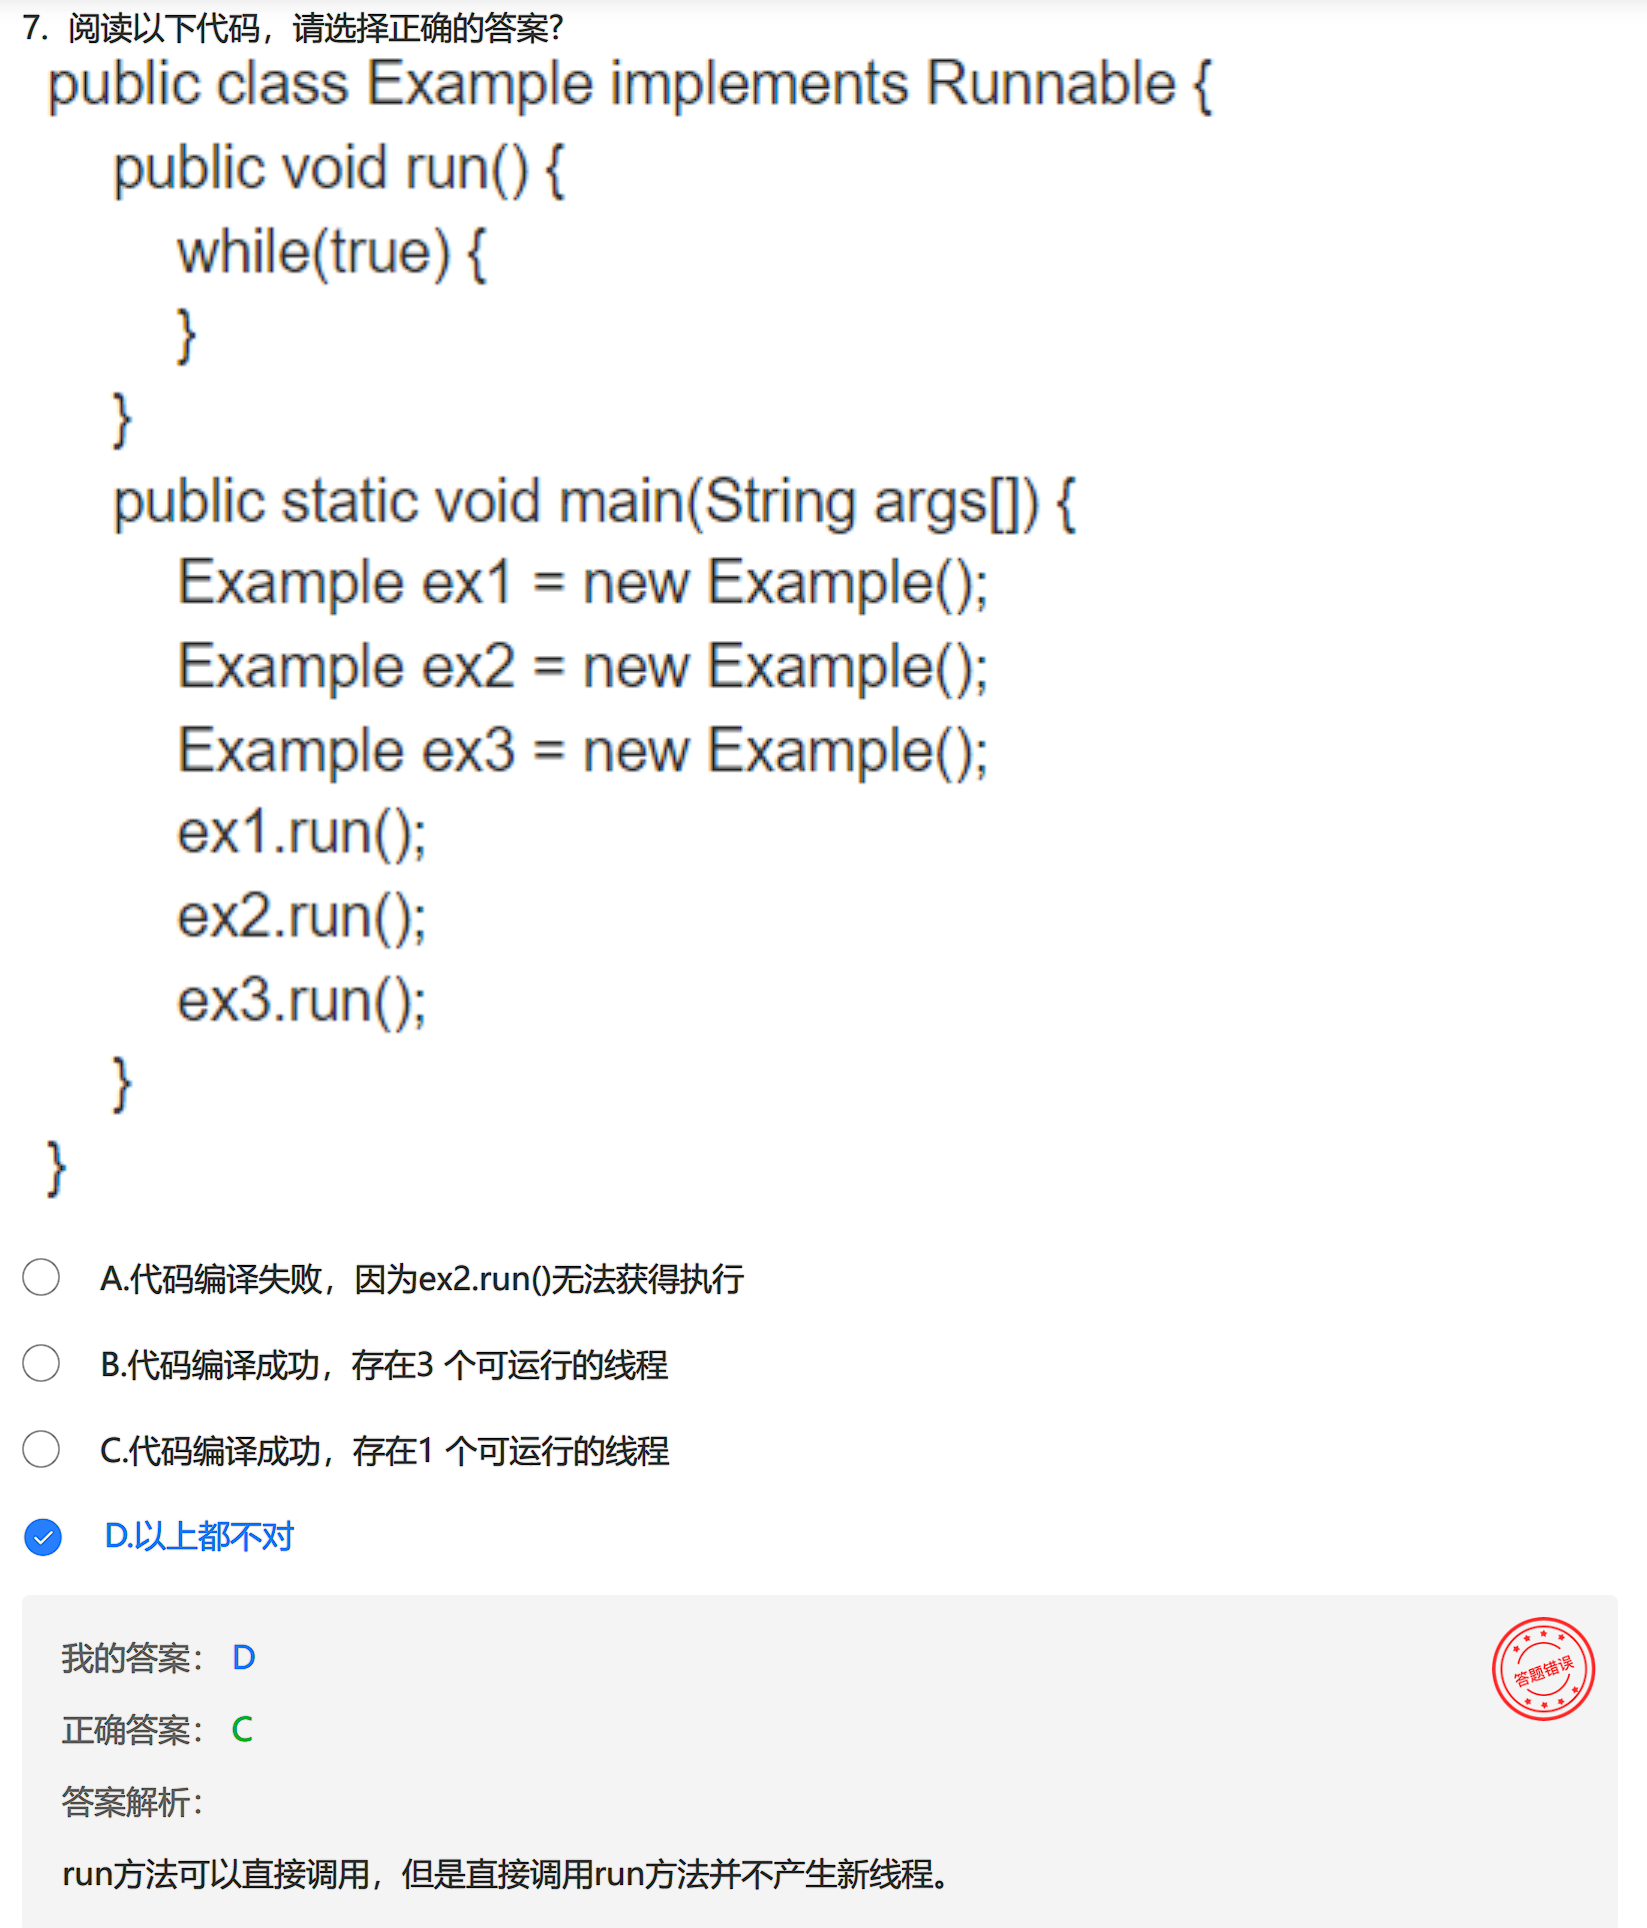 7. 阅读以下代码，请选择正确的答案?
public class Example implements Runnable {
public void run() {
while(true) {
}
}
public static void main(String args[]) {
Example ex1 = new Example();
Example ex2 = new Example();
Example ex3 = new Example();
ex1.run();
ex2.run();
ex3.run();
}
}
A.代码编译失败，因为ex2.run()无法获得执行
B.代码编译成功，存在3 个可运行的线程
C.代码编译成功，存在1 个可运行的线程
D.以上都不对
我的答案： D
答题错误
正确答案： C
答案解析：
run方法可以直接调用，但是直接调用run方法并不产生新线程。